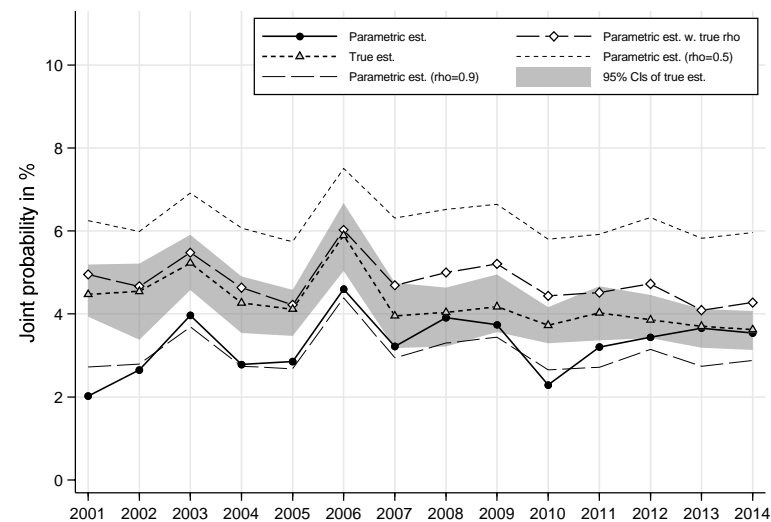 Parametric est.
Parametric est. w. true rho
True est.
Parametric est. (rho=0.5)
Parametric est. (rho=0.9)
95% CIs of true est.
Joint probability in %
10
8
6
4
2
0
2001 2002 2003 2004 2005 2006 2007 2008 2009 2010 2011 2012 2013 2014